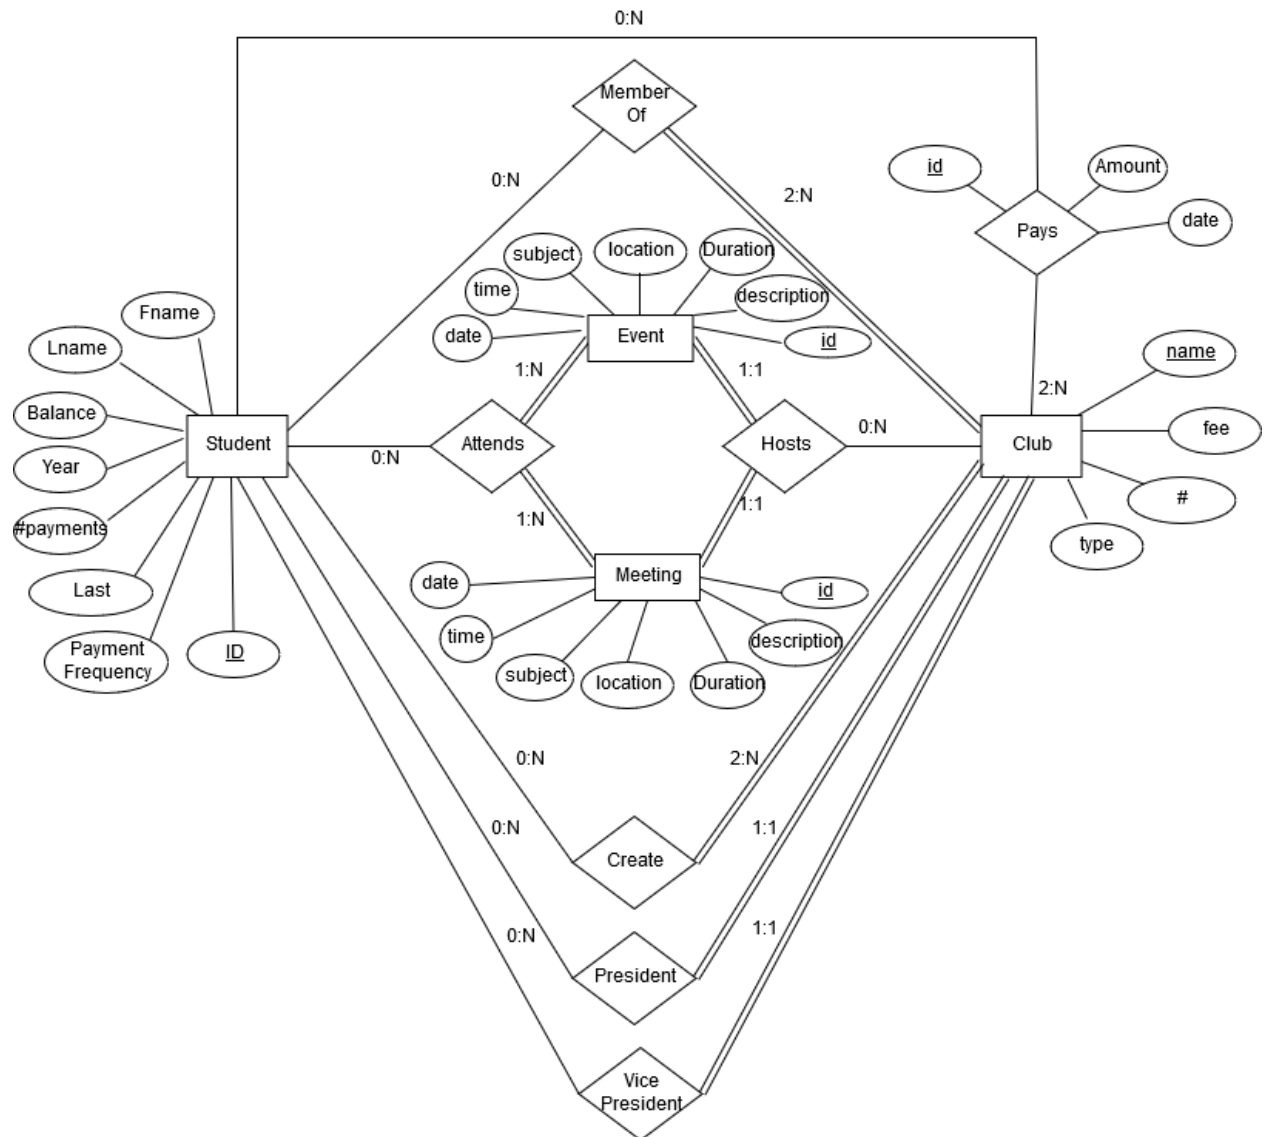 0:N
Member
Of
0:N
2:N
id
Amount
date
Pays
subject
location
Duration
time
description
date
Event
id
Fname
Lname
Balance
Year
#payments
Last
Payment
Frequency
ID
Student
1:N
1:1
2:N
name
fee
#
type
Club
0:N
Attends
Hosts
0:N
1:N
1:1
Meeting
date
time
subject
location
Duration
description
id
0:N
2:N
Create
0:N
1:1
President
0:N
1:1
Vice
President